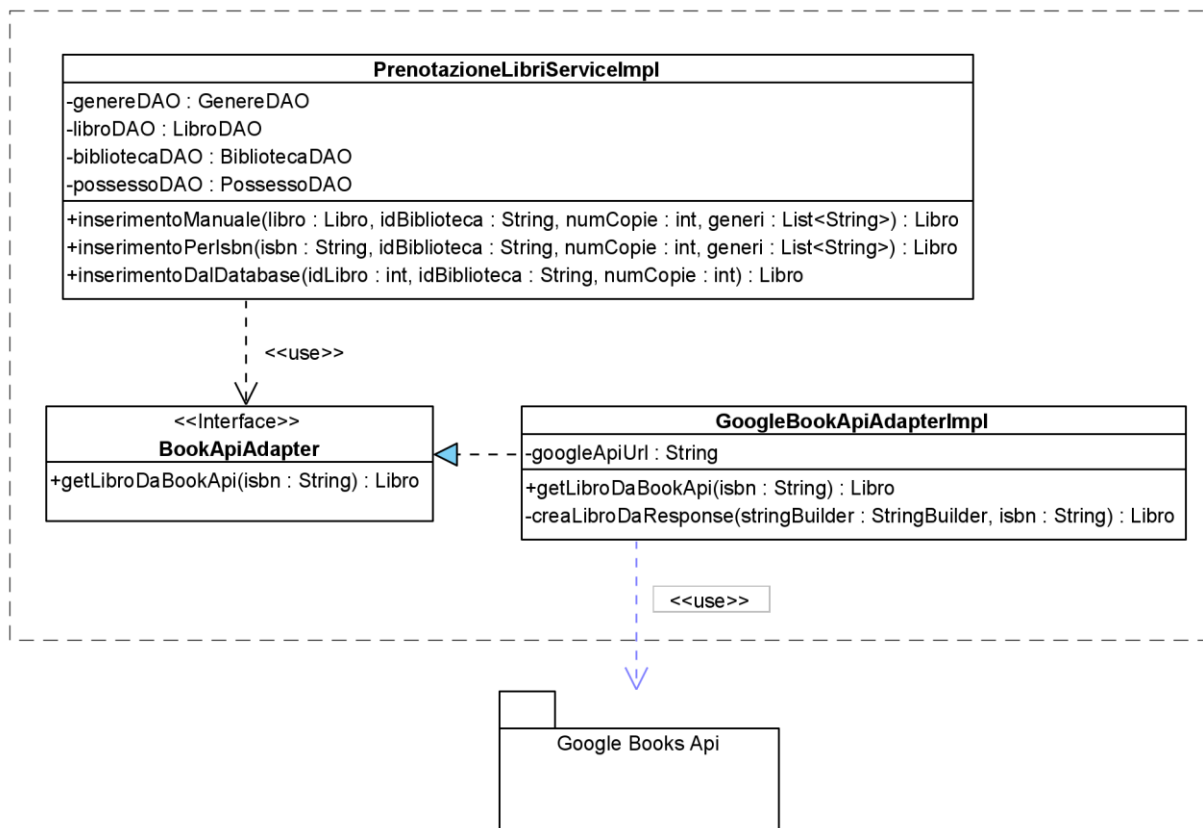 PrenotazioneLibriServiceImpl
-genereDAO : GenereDAO
-libroDAO : LibroDAO
-bibliotecaDAO : BibliotecaDAO
-possessoDAO : PossessoDAO
+inserimentoManuale(libro : Libro, idBiblioteca : String, numCopie : int, generi : List<String>) : Libro
+inserimentoPerIsbn(isbn : String, idBiblioteca : String, numCopie : int, generi : List<String>) : Libro
+inserimentoDalDatabase(idLibro : int, idBiblioteca : String, numCopie : int) : Libro
<<use>>
<<Interface>>
BookApiAdapter
+getLibroDaBookApi(isbn : String) : Libro
GoogleBookApiAdapterImpl
-googleApiUrl : String
+getLibroDaBookApi(isbn : String) : Libro
-creaLibroDaResponse(stringBuilder : StringBuilder, isbn : String) : Libro
<<use>>
Google Books Api